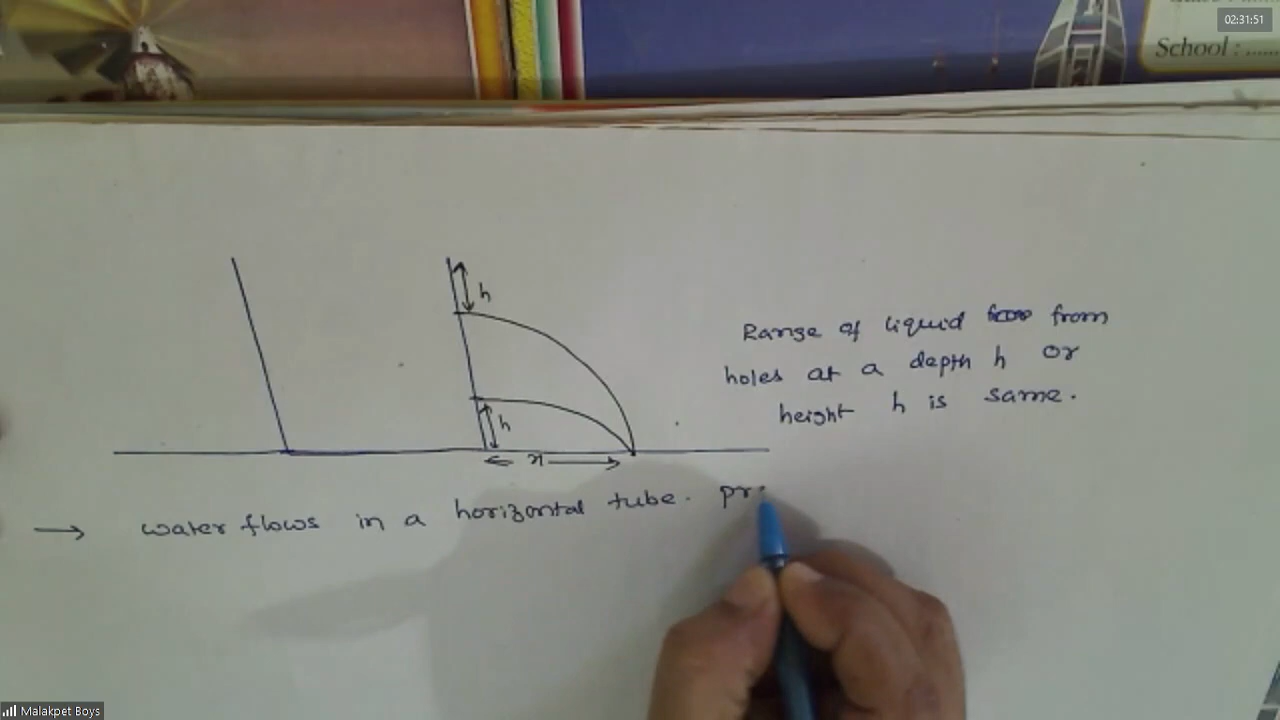 02:31:51
School : ......
h
Range of liquid from
holes at a depth h or
height h is same.
h
x
→ water flows in a horizontal tube. pr
Malakpet Boys